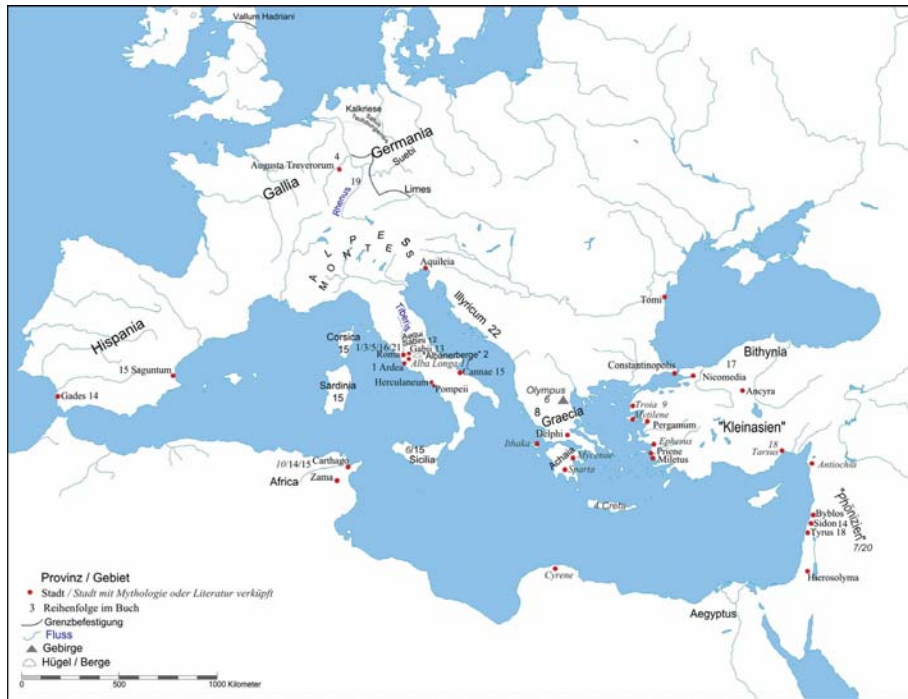 Vallum Hadriani
Kalkriese
Saltus
Teutoburgiensis
Germania
Suebi
4
Augusta Treverorum
19
Gallia
Rhenus
Limes
ALPES
MONTES
Aquileia
Tomi
Illyricum 22
Tiberis
Hispania
Corsica
15
Aequi
Sabini 12
1/3/5/16/21
Gabii 13
Roma
"Albanerberge" 2
Alba Longa 11
1 Ardea
Cannae 15
15 Saguntum
Sardinia
15
Herculaneum
Pompeii
Gades 14
Bithynia
17
Constantinopolis
Nicomedia
Ancyra
Olympus
6
8
Graecia
Troia 9
Mytilene
Pergamum
"Kleinasien"
Delphi
Ithaka
Ephesus
18
Tarsus
Achaia
Mycenae
Priene
Miletus
Antiochia
Sparta
6/15
Sicilia
10/14/15
Carthago
Africa
Zama
4 Creta
"Phönizien"
7/20
Byblos
Sidon 14
Tyrus 18
Hierosolyma
Cyrene
Aegyptus
Provinz / Gebiet
Stadt / Stadt mit Mythologie oder Literatur verküpft
3 Reihenfolge im Buch
Grenzbefestigung
Fluss
Gebirge
Hügel / Berge
0 500 1000 Kilometer